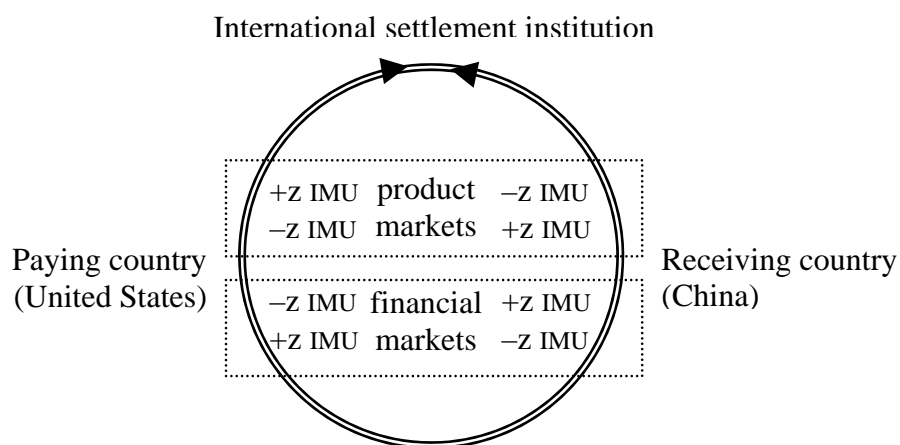 International settlement institution
+z IMU product –z IMU
–z IMU markets +z IMU
Paying country Receiving country
(United States) (China)
–z IMU financial +z IMU
+z IMU markets –z IMU